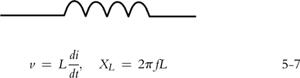 v = L di/dt, X_L = 2πfL 5-7